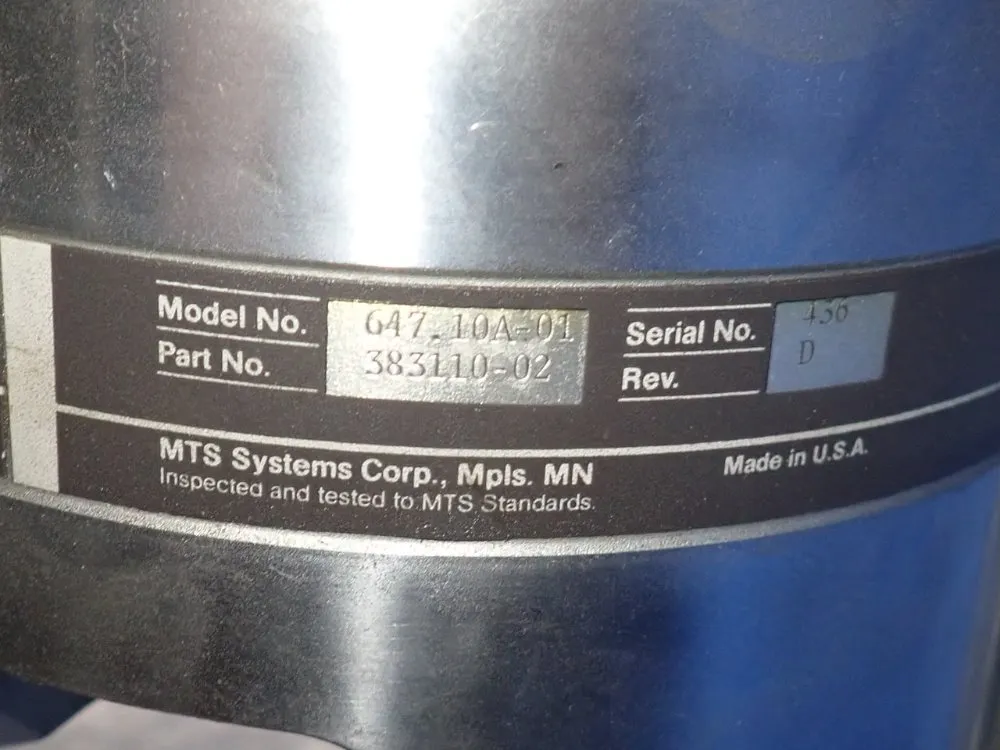 Model No. 647.10A-01
Part No. 383110-02
Serial No. 436
Rev. D
MTS Systems Corp., Mpls. MN
Inspected and tested to MTS Standards.
Made in U.S.A.